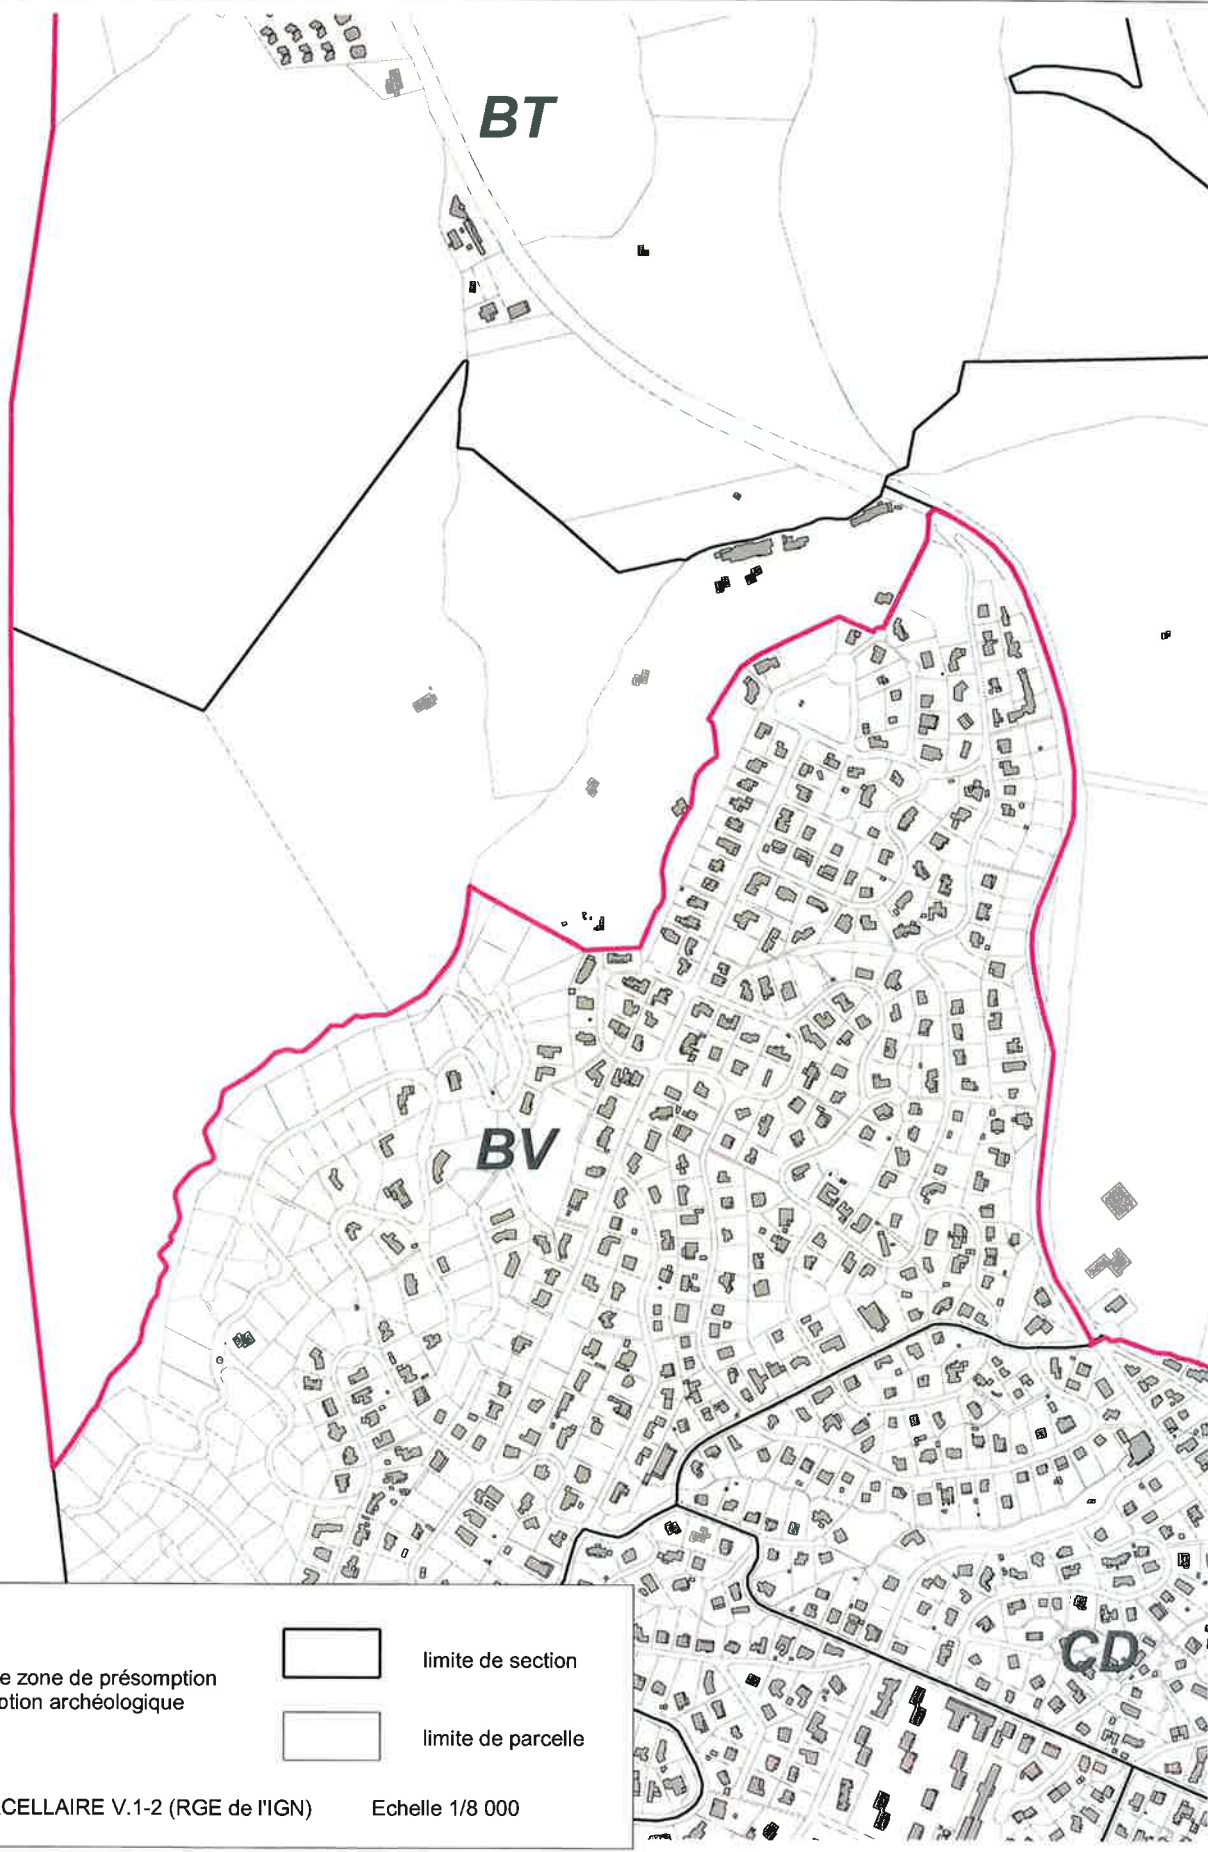 BT
BV
CD
e zone de présomption
otion archéologique
limite de section
limite de parcelle
CELLAIRE V.1-2 (RGE de l'IGN) Echelle 1/8 000